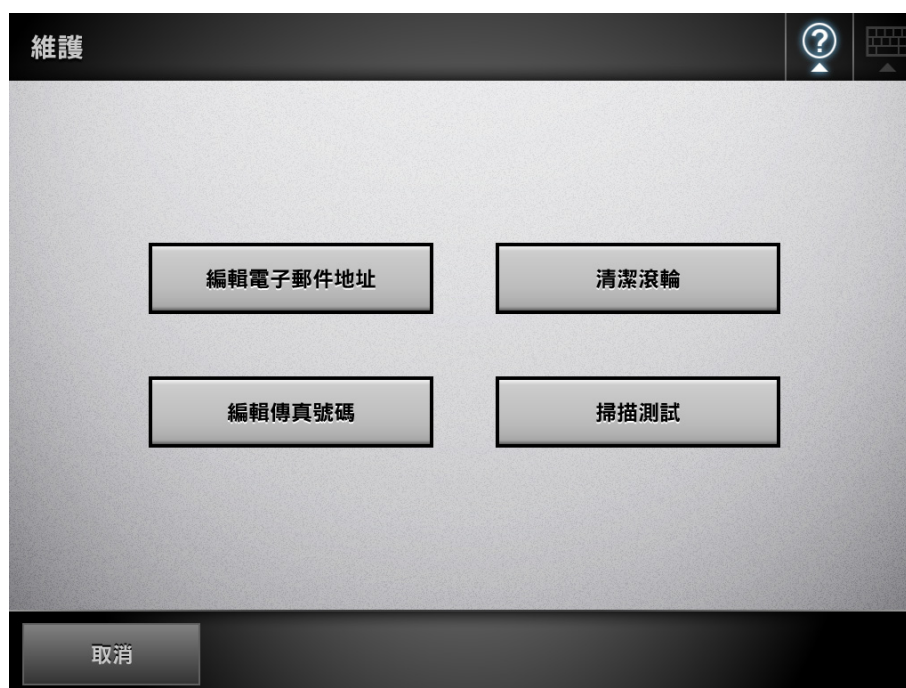 維護
編輯電子郵件地址
清潔滾輪
編輯傳真號碼
掃描測試
取消